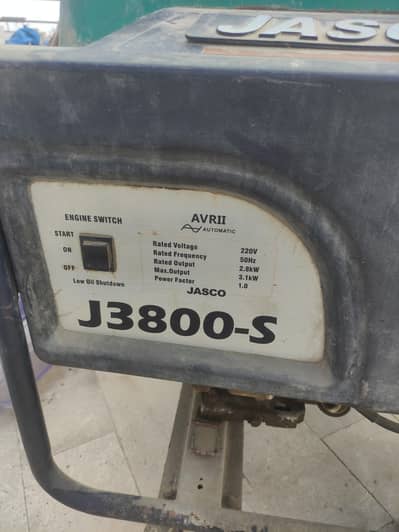 JASC
ENGINE SWITCH
START
ON
OFF
Low Oil Shutdown
AVRII
AUTOMATIC
Rated Voltage 220V
Rated Frequency 50Hz
Rated Output 2.8kW
Max.Output 3.1kW
Power Factor 1.0
JASCO
J3800-S